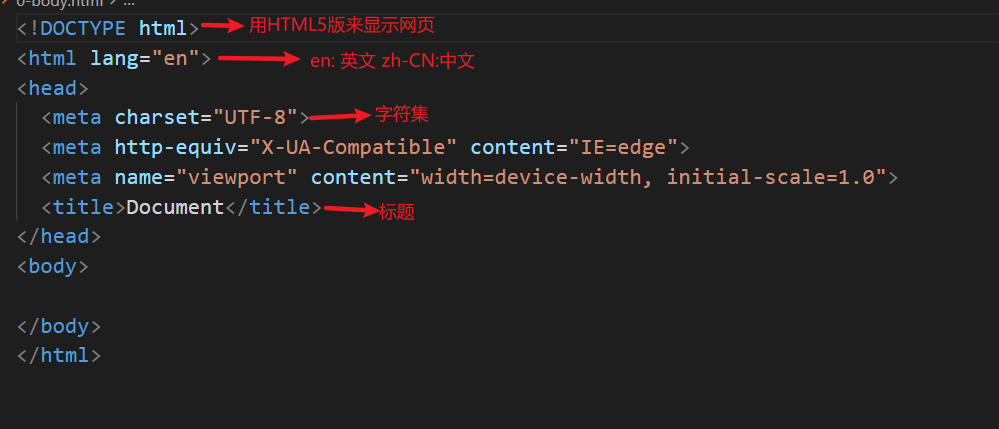 0-body.html > ...
<!DOCTYPE html> 用HTML5版来显示网页
<html lang="en"> en: 英文 zh-CN:中文
<head>
<meta charset="UTF-8"> 字符集
<meta http-equiv="X-UA-Compatible" content="IE=edge">
<meta name="viewport" content="width=device-width, initial-scale=1.0">
<title>Document</title> 标题
</head>
<body>
</body>
</html>